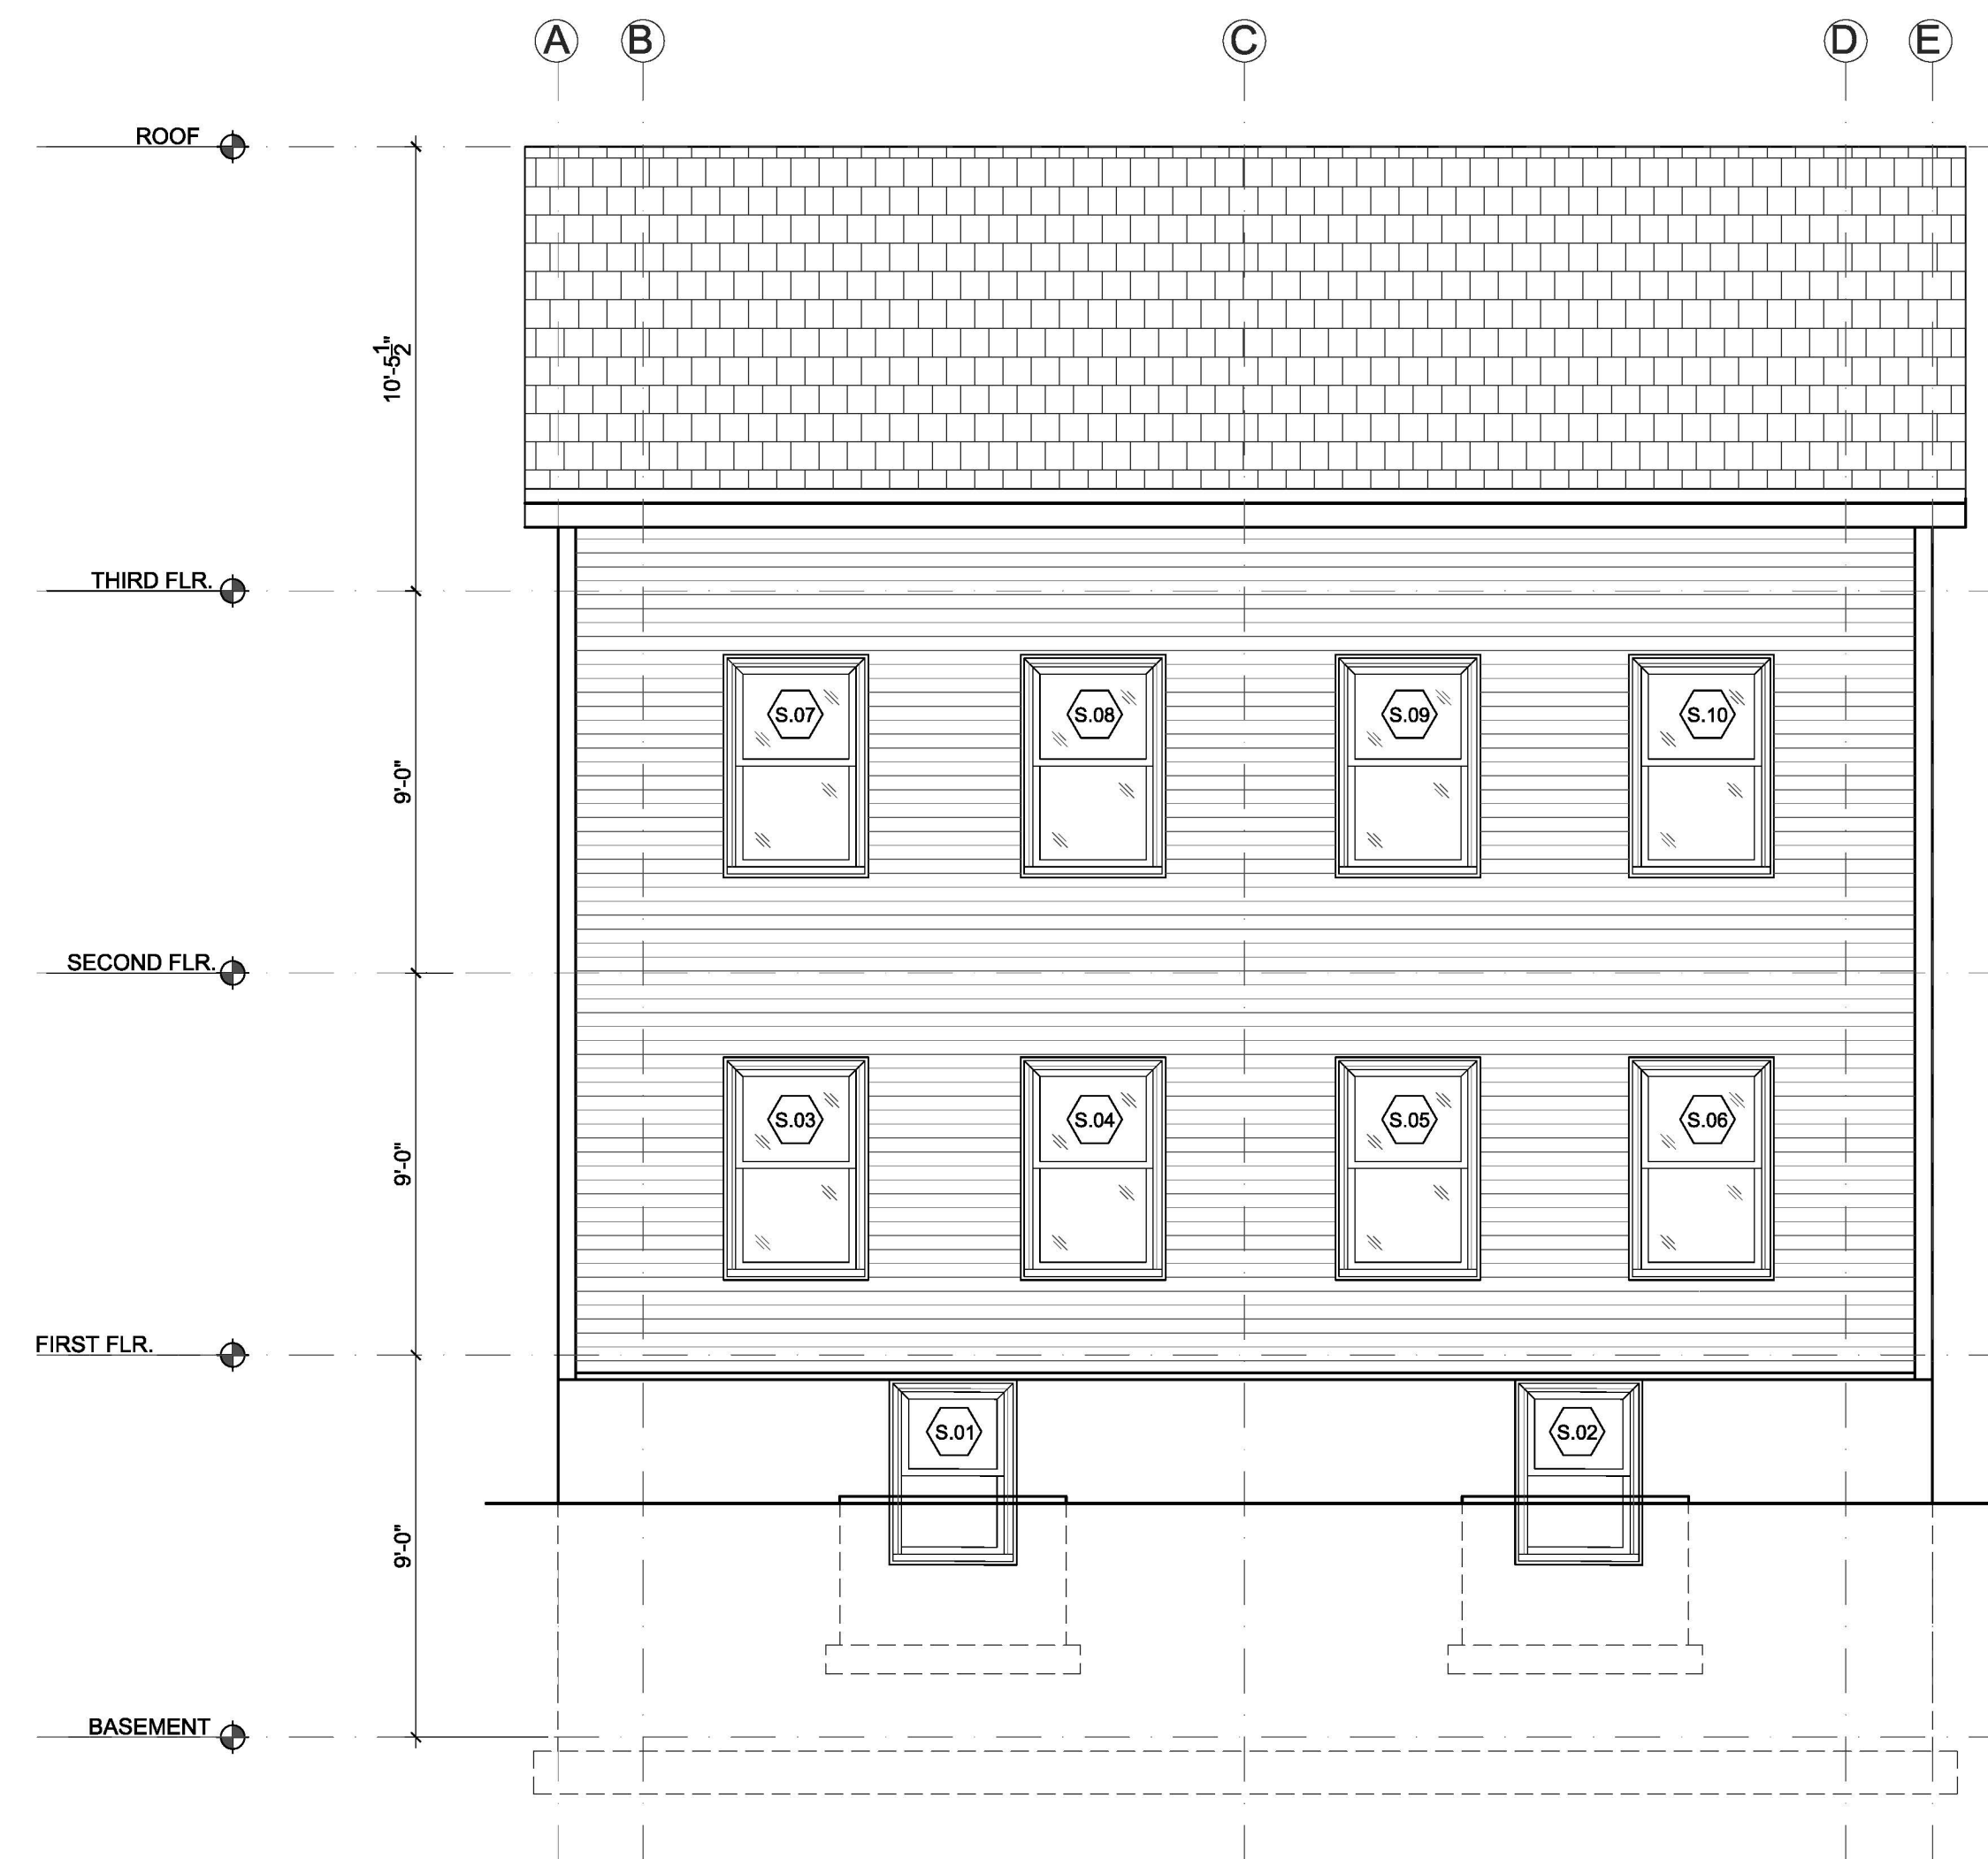 A B C D E
ROOF
10'-5 1/2"
THIRD FLR.
S.07 S.08 S.09 S.10
9'-0"
SECOND FLR.
S.03 S.04 S.05 S.06
9'-0"
FIRST FLR.
S.01 S.02
9'-0"
BASEMENT